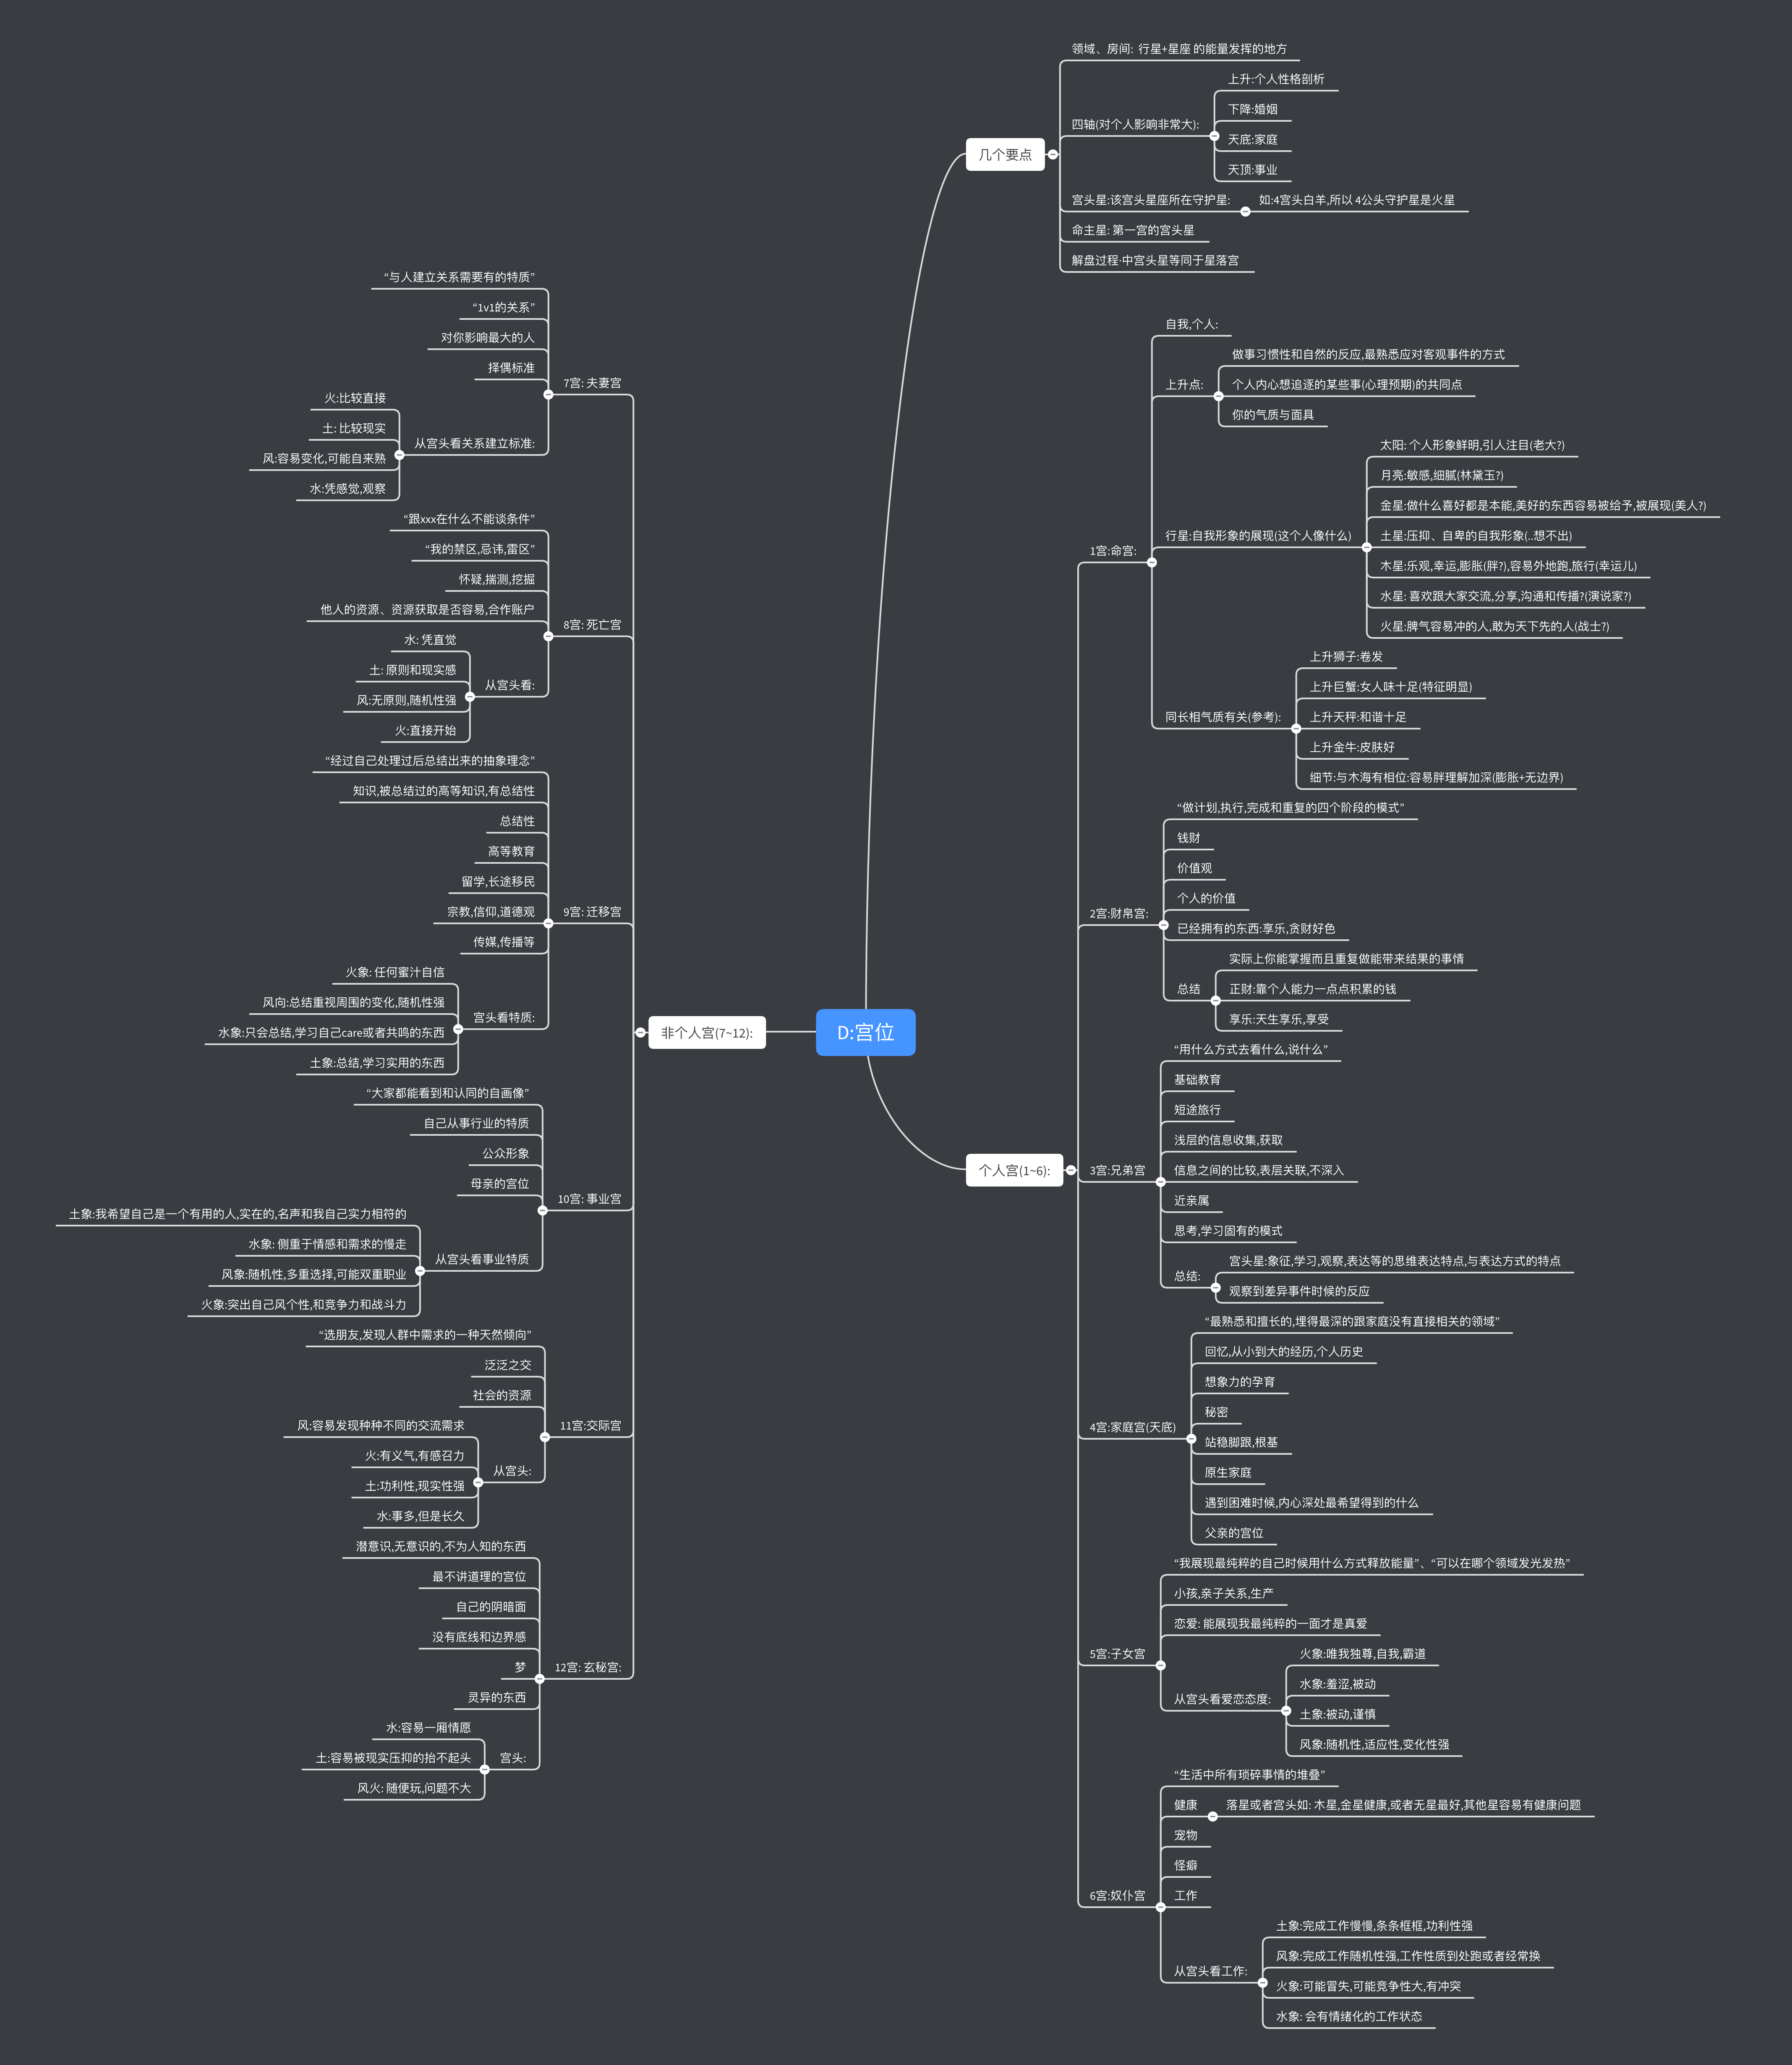 D:宫位
几个要点
领域、房间: 行星+星座 的能量发挥的地方
四轴(对个人影响非常大):
上升:个人性格剖析
下降:婚姻
天底:家庭
天顶:事业
宫头星:该宫头星座所在守护星:
如:4宫头白羊,所以 4公头守护星是火星
命主星: 第一宫的宫头星
解盘过程·中宫头星等同于星落宫
个人宫(1~6):
1宫:命宫:
自我,个人:
上升点:
做事习惯性和自然的反应,最熟悉应对客观事件的方式
个人内心想追逐的某些事(心理预期)的共同点
你的气质与面具
行星:自我形象的展现(这个人像什么)
太阳: 个人形象鲜明,引人注目(老大?)
月亮:敏感,细腻(林黛玉?)
金星:做什么喜好都是本能,美好的东西容易被给予,被展现(美人?)
土星:压抑、自卑的自我形象(..想不出)
木星:乐观,幸运,膨胀(胖?),容易外地跑,旅行(幸运儿)
水星: 喜欢跟大家交流,分享,沟通和传播?(演说家?)
火星:脾气容易冲的人,敢为天下先的人(战士?)
同长相气质有关(参考):
上升狮子:卷发
上升巨蟹:女人味十足(特征明显)
上升天秤:和谐十足
上升金牛:皮肤好
细节:与木海有相位:容易胖理解加深(膨胀+无边界)
2宫:财帛宫:
“做计划,执行,完成和重复的四个阶段的模式”
钱财
价值观
个人的价值
已经拥有的东西:享乐,贪财好色
总结
实际上你能掌握而且重复做能带来结果的事情
正财:靠个人能力一点点积累的钱
享乐:天生享乐,享受
3宫:兄弟宫
“用什么方式去看什么,说什么”
基础教育
短途旅行
浅层的信息收集,获取
信息之间的比较,表层关联,不深入
近亲属
思考,学习固有的模式
总结:
宫头星:象征,学习,观察,表达等的思维表达特点,与表达方式的特点
观察到差异事件时候的反应
4宫:家庭宫(天底)
“最熟悉和擅长的,埋得最深的跟家庭没有直接相关的领域”
回忆,从小到大的经历,个人历史
想象力的孕育
秘密
站稳脚跟,根基
原生家庭
遇到困难时候,内心深处最希望得到的什么
父亲的宫位
5宫:子女宫
“我展现最纯粹的自己时候用什么方式释放能量”、“可以在哪个领域发光发热”
小孩,亲子关系,生产
恋爱: 能展现我最纯粹的一面才是真爱
从宫头看爱恋态度:
火象:唯我独尊,自我,霸道
水象:羞涩,被动
土象:被动,谨慎
风象:随机性,适应性,变化性强
6宫:奴仆宫
“生活中所有琐碎事情的堆叠”
健康
落星或者宫头如: 木星,金星健康,或者无星最好,其他星容易有健康问题
宠物
怪癖
工作
从宫头看工作:
土象:完成工作慢慢,条条框框,功利性强
风象:完成工作随机性强,工作性质到处跑或者经常换
火象:可能冒失,可能竞争性大,有冲突
水象: 会有情绪化的工作状态
非个人宫(7~12):
7宫: 夫妻宫
“与人建立关系需要有的特质”
“1v1的关系”
对你影响最大的人
择偶标准
从宫头看关系建立标准:
火:比较直接
土: 比较现实
风:容易变化,可能自来熟
水:凭感觉,观察
8宫: 死亡宫
“跟xxx在什么不能谈条件”
“我的禁区,忌讳,雷区”
怀疑,揣测,挖掘
他人的资源、资源获取是否容易,合作账户
从宫头看:
水: 凭直觉
土: 原则和现实感
风:无原则,随机性强
火:直接开始
9宫: 迁移宫
“经过自己处理过后总结出来的抽象理念”
知识,被总结过的高等知识,有总结性
总结性
高等教育
留学,长途移民
宗教,信仰,道德观
传媒,传播等
宫头看特质:
火象: 任何蜜汁自信
风向:总结重视周围的变化,随机性强
水象:只会总结,学习自己care或者共鸣的东西
土象:总结,学习实用的东西
10宫: 事业宫
“大家都能看到和认同的自画像”
自己从事行业的特质
公众形象
母亲的宫位
从宫头看事业特质
土象:我希望自己是一个有用的人,实在的,名声和我自己实力相符的
水象: 侧重于情感和需求的慢走
风象:随机性,多重选择,可能双重职业
火象:突出自己风个性,和竞争力和战斗力
11宫:交际宫
“选朋友,发现人群中需求的一种天然倾向”
泛泛之交
社会的资源
从宫头:
风:容易发现种种不同的交流需求
火:有义气,有感召力
土:功利性,现实性强
水:事多,但是长久
12宫: 玄秘宫:
潜意识,无意识的,不为人知的东西
最不讲道理的宫位
自己的阴暗面
没有底线和边界感
梦
灵异的东西
宫头:
水:容易一厢情愿
土:容易被现实压抑的抬不起头
风火: 随便玩,问题不大